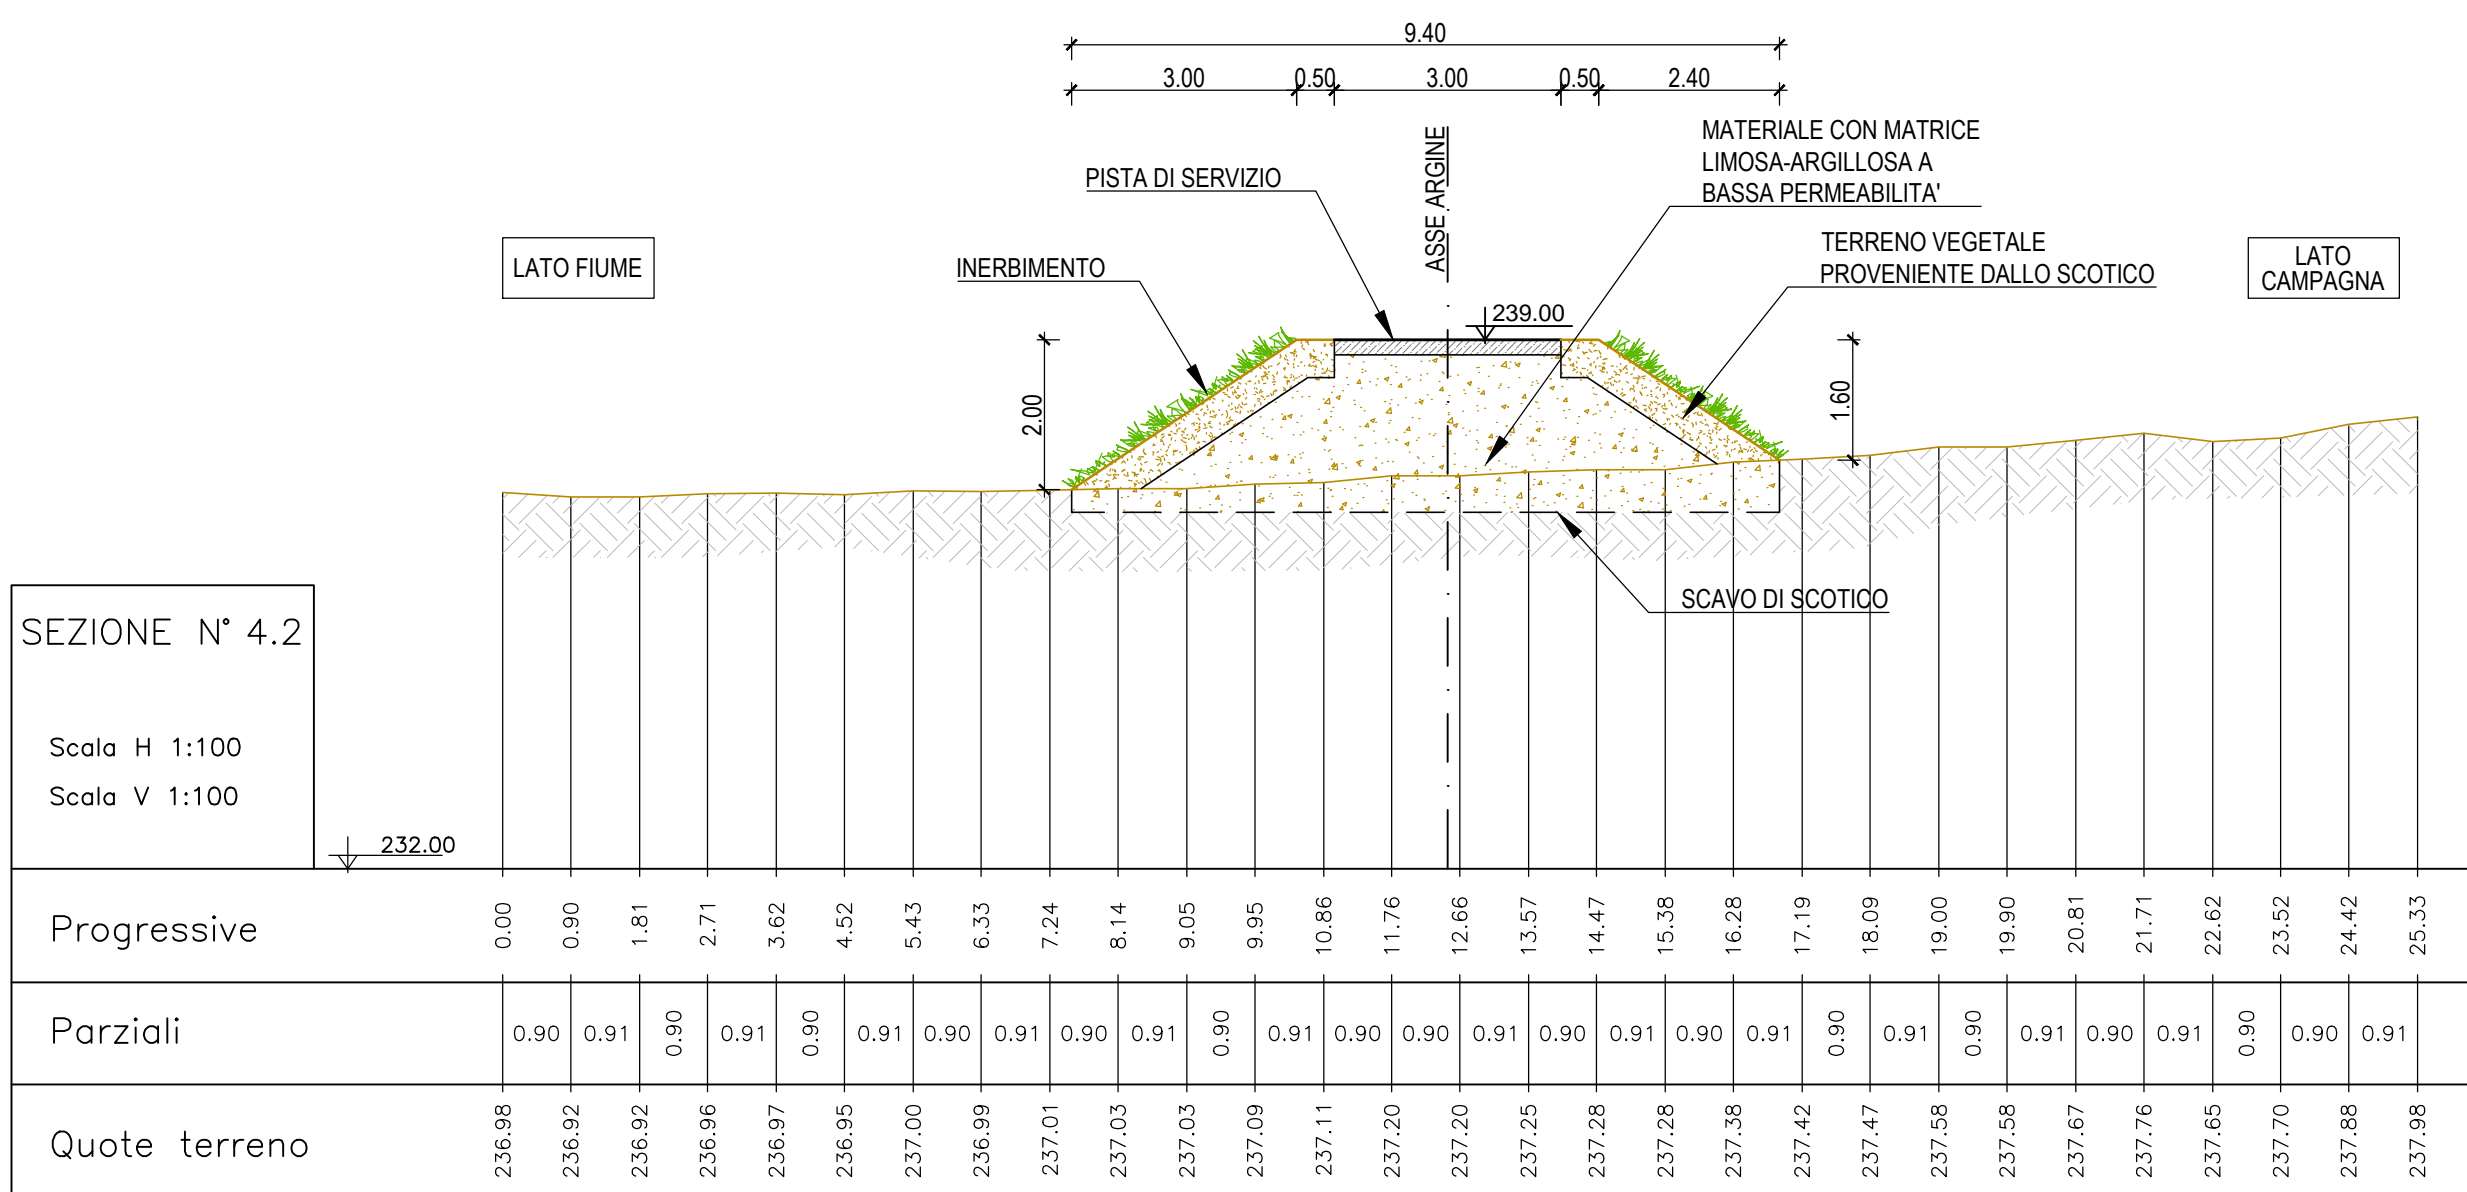 9.40
3.00 0.50 3.00 0.50 2.40
ASSE ARGINE
MATERIALE CON MATRICE
LIMOSA-ARGILLOSA A
BASSA PERMEABILITA'
PISTA DI SERVIZIO
TERRENO VEGETALE
PROVENIENTE DALLO SCOTICO
LATO FIUME
INERBIMENTO
LATO
CAMPAGNA
239.00
2.00
1.60
SCAVO DI SCOTICO
SEZIONE N° 4.2
Scala H 1:100
Scala V 1:100
232.00
Progressive 0.00 0.90 1.81 2.71 3.62 4.52 5.43 6.33 7.24 8.14 9.05 9.95 10.86 11.76 12.66 13.57 14.47 15.38 16.28 17.19 18.09 19.00 19.90 20.81 21.71 22.62 23.52 24.42 25.33
Parziali 0.90 0.91 0.90 0.91 0.90 0.91 0.90 0.91 0.90 0.91 0.90 0.91 0.90 0.90 0.91 0.90 0.91 0.90 0.91 0.90 0.91 0.90 0.91 0.90 0.91 0.90 0.90 0.91
Quote terreno 236.98 236.92 236.92 236.96 236.97 236.95 237.00 236.99 237.01 237.03 237.03 237.09 237.11 237.20 237.20 237.25 237.28 237.28 237.38 237.42 237.47 237.58 237.58 237.67 237.76 237.65 237.70 237.88 237.98